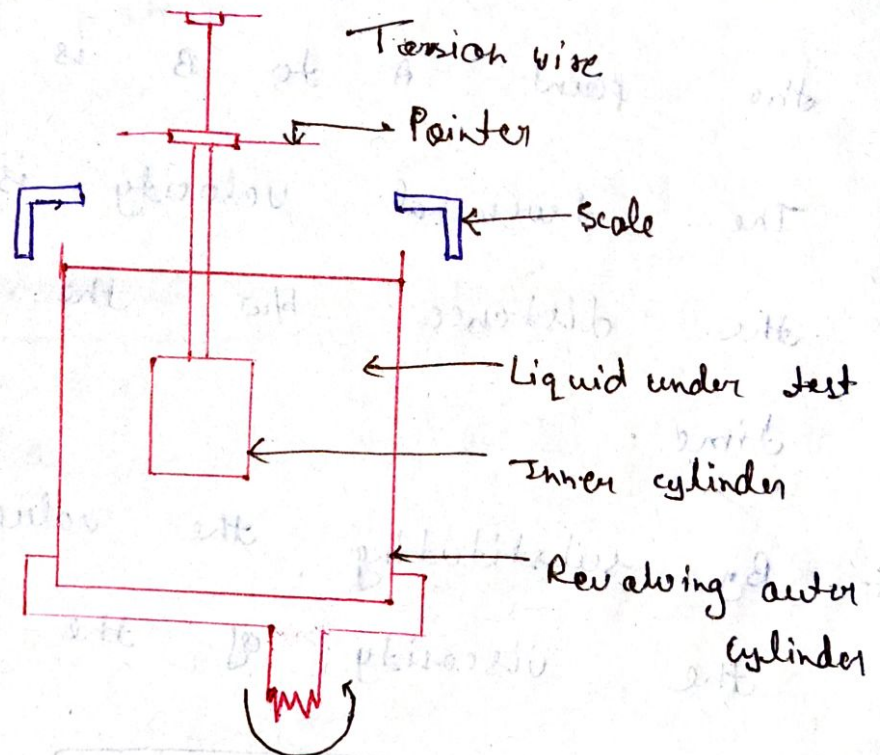 Torsion wire
Pointer
Scale
Liquid under test
Inner cylinder
Revolving outer
cylinder